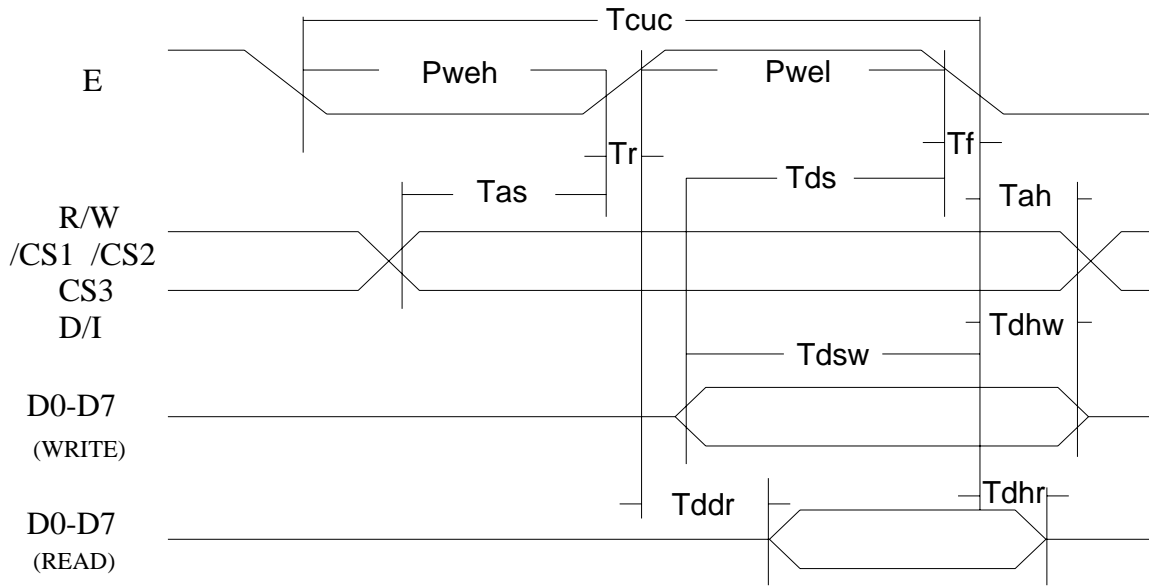 Tcuc
E
Pweh
Pwel
Tr
Tf
Tas
Tds
Tah
R/W
/CS1 /CS2
CS3
D/I
Tdhw
Tdsw
D0-D7
(WRITE)
Tddr
Tdhr
D0-D7
(READ)